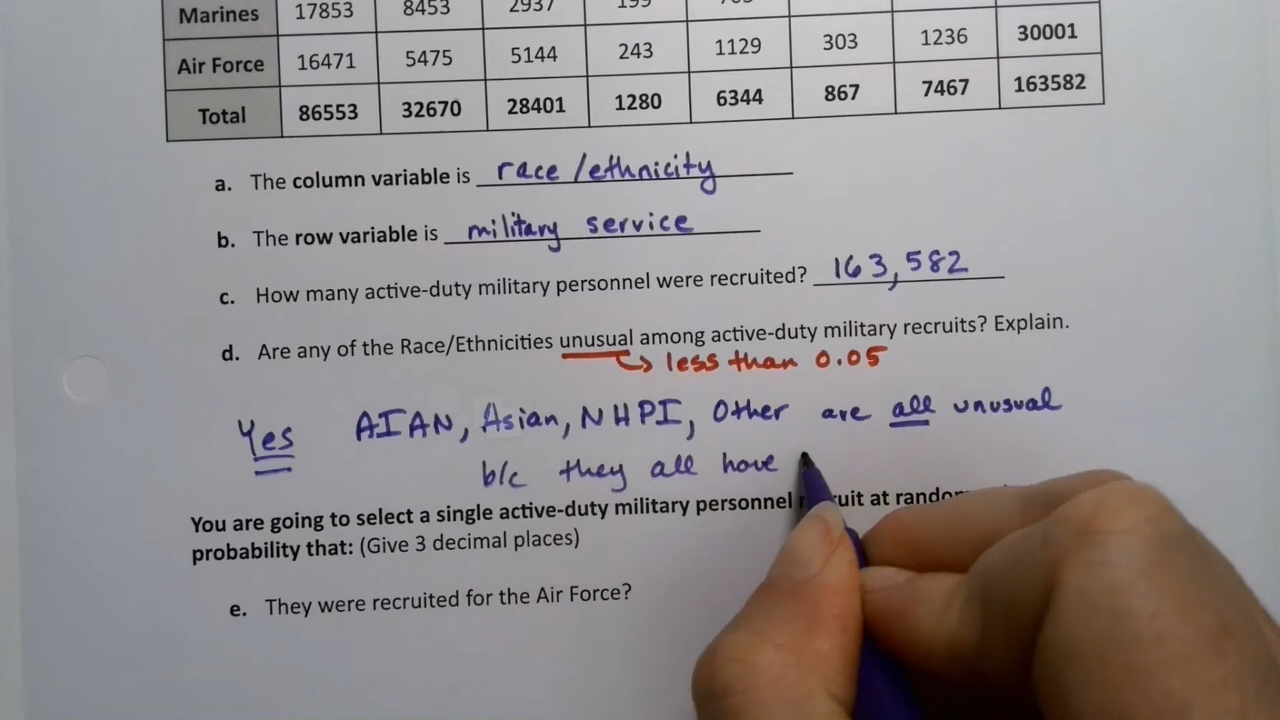 Marines 17853 8453 2937 199
Air Force 16471 5475 5144 243 1129 303 1236 30001
Total 86553 32670 28401 1280 6344 867 7467 163582
a. The column variable is race/ethnicity
b. The row variable is military service
c. How many active-duty military personnel were recruited? 163,582
d. Are any of the Race/Ethnicities unusual among active-duty military recruits? Explain.
less than 0.05
Yes AIAN, Asian, NHPI, Other are all unusual
b/c they all have
You are going to select a single active-duty military personnel at
probability that: (Give 3 decimal places)
e. They were recruited for the Air Force?